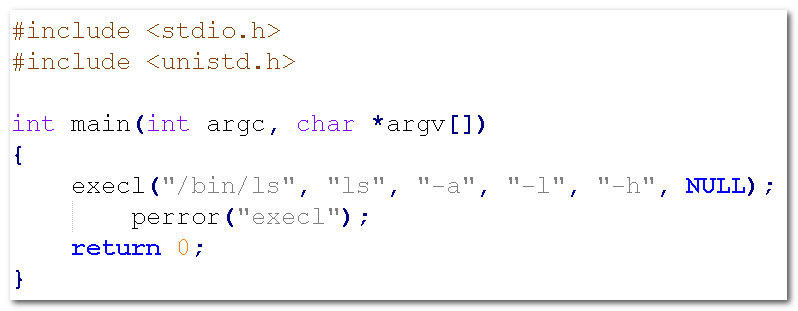 #include <stdio.h>
#include <unistd.h>

int main(int argc, char *argv[])
{
    execl("/bin/ls", "ls", "-a", "-l", "-h", NULL);
        perror("execl");
    return 0;
}